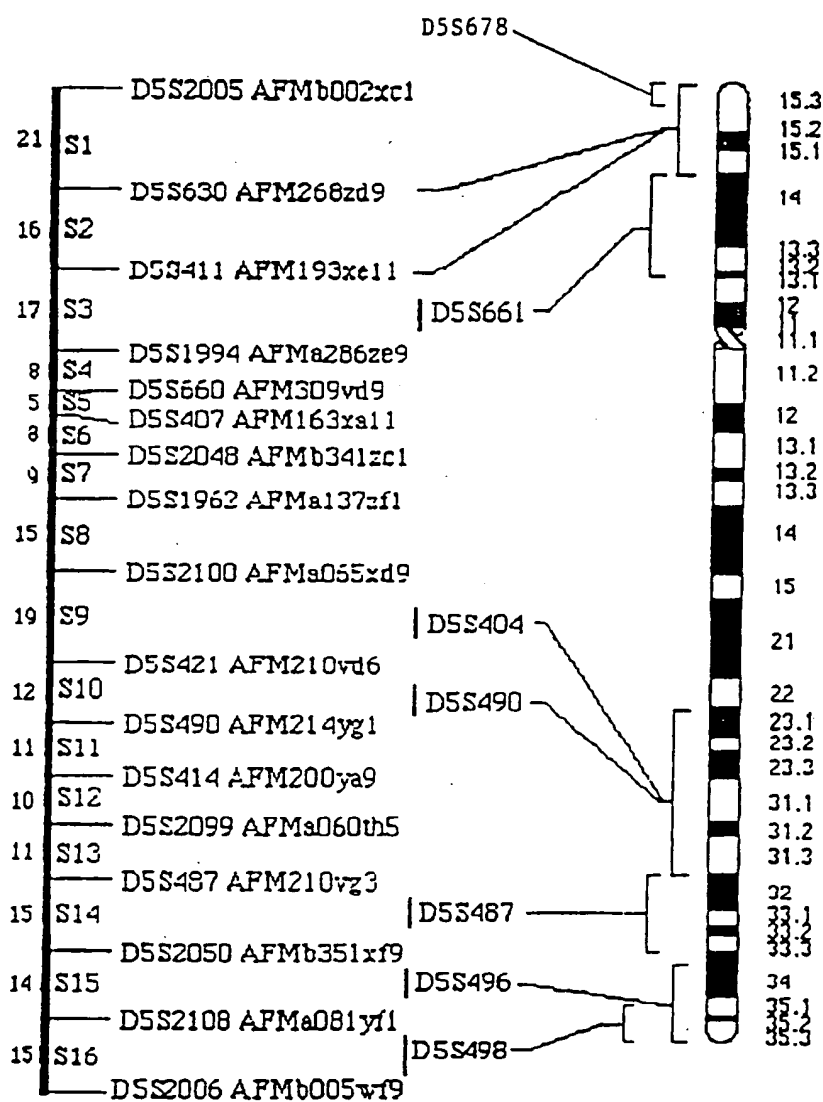 D5S678
D5S2005 AFMb002xc1
21 S1
D5S630 AFM268zd9
16 S2
D5S411 AFM193xe11
17 S3
D5S661
D5S1994 AFMa286ze9
8 S4
D5S660 AFM309vd9
5 S5
D5S407 AFM163xa11
8 S6
D5S2048 AFMb341zc1
9 S7
D5S1962 AFMa137zf1
15 S8
D5S2100 AFMa065xd9
19 S9
D5S404
D5S421 AFM210vd6
12 S10
D5S490
D5S490 AFM214yg1
11 S11
D5S414 AFM200ya9
10 S12
D5S2099 AFMa060th5
11 S13
D5S487 AFM210vg3
15 S14
D5S487
D5S2050 AFMb351xf9
14 S15
D5S496
D5S2108 AFMa081yf1
15 S16
D5S498
D5S2006 AFMb005wf9
15.3
15.2
15.1
14
13.3
13.2
13.1
12
11
11.1
11.2
12
13.1
13.2
13.3
14
15
21
22
23.1
23.2
23.3
31.1
31.2
31.3
32
33.1
33.2
33.3
34
35.1
35.2
35.3